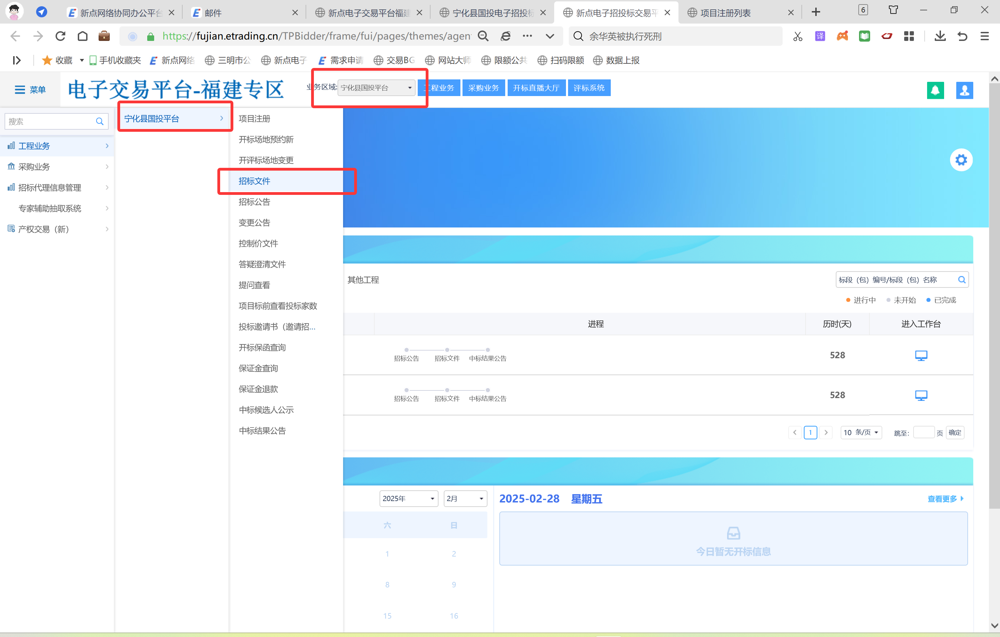 新点网络协同办公平台
邮件
新点电子交易平台福建
宁化县国投电子招投标
新点电子招投标交易平
项目注册列表
6
https://fujian.etrading.cn/TPBidder/frame/fui/pages/themes/agen
余华英被执行死刑
译
收藏
手机收藏夹
新点网络
三明市公
新点电子
需求申请
交易BG
网站大师
限额公共
扫码限额
数据上报
菜单
电子交易平台-福建专区
业务区域:
宁化县国投平台
工程业务
采购业务
开标直播大厅
评标系统
搜索
工程业务
采购业务
招标代理信息管理
专家辅助抽取系统
产权交易（新）
宁化县国投平台
项目注册
开标场地预约新
开评标场地变更
招标文件
招标公告
变更公告
控制价文件
答疑澄清文件
提问查看
项目标前查看投标家数
投标邀请书（邀请招...
开标保函查询
保证金查询
保证金退款
中标候选人公示
中标结果公告
其他工程
标段（包）编号/标段（包）名称
进行中
未开始
已完成
进程
历时(天)
进入工作台
招标公告
招标文件
中标结果公告
528
招标公告
招标文件
中标结果公告
528
1
10 条/页
跳至:
页
确定
2025年
2月
2025-02-28 星期五
查看更多
六
日
1
2
8
9
15
16
今日暂无开标信息